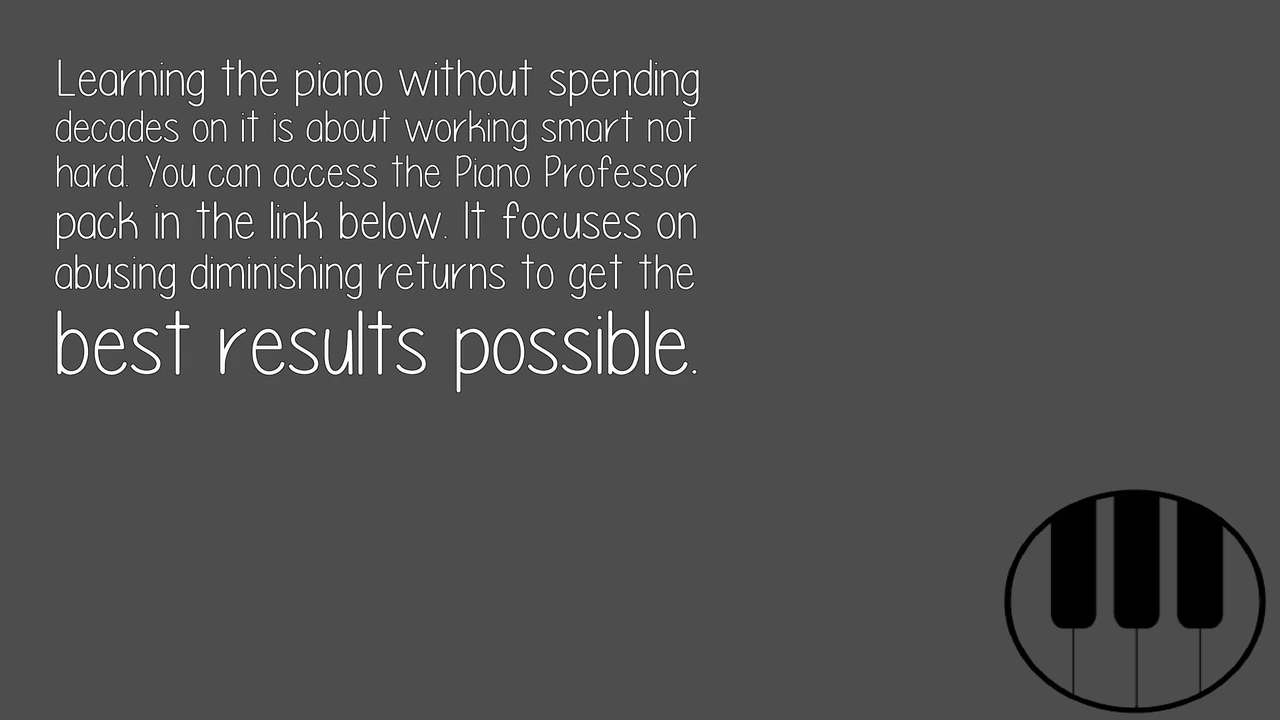 Learning the piano without spending
decades on it is about working smart not
hard. You can access the Piano Professor
pack in the link below. It focuses on
abusing diminishing returns to get the
best results possible.